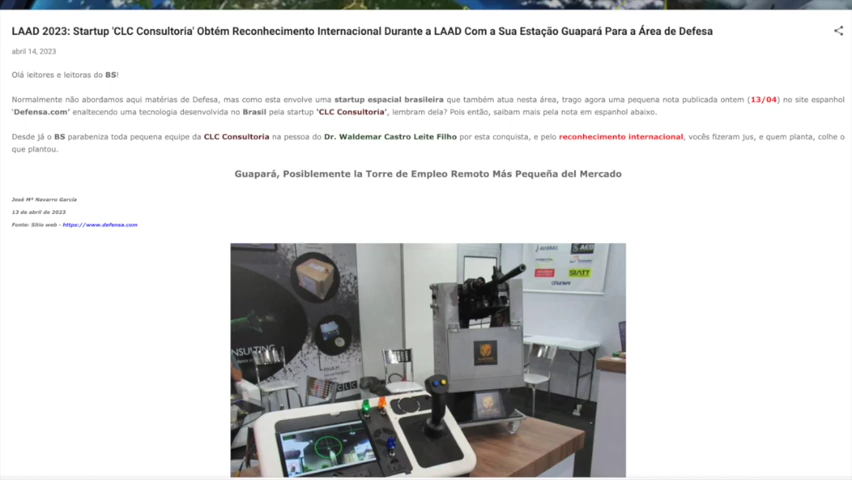 LAAD 2023: Startup 'CLC Consultoria' Obtém Reconhecimento Internacional Durante a LAAD Com a Sua Estação Guapará Para a Área de Defesa
abril 14, 2023
Olá leitores e leitoras do BS!
Normalmente não abordamos aqui matérias de Defesa, mas como esta envolve uma startup espacial brasileira que também atua nesta área, trago agora uma pequena nota publicada ontem (13/04) no site espanhol
'Defensa.com' enaltecendo uma tecnologia desenvolvida no Brasil pela startup 'CLC Consultoria', lembram dela? Pois então, saibam mais pela nota em espanhol abaixo.
Desde já o BS parabeniza toda pequena equipe da CLC Consultoria na pessoa do Dr. Waldemar Castro Leite Filho por esta conquista, e pelo reconhecimento internacional, vocês fizeram jus, e quem planta, colhe o
que plantou.
Guapará, Posiblemente la Torre de Empleo Remoto Más Pequeña del Mercado
José Mª Navarro García
13 de abril de 2023
Fonte: Sítio web - https://www.defensa.com
NSULTING
CLC
SIATT